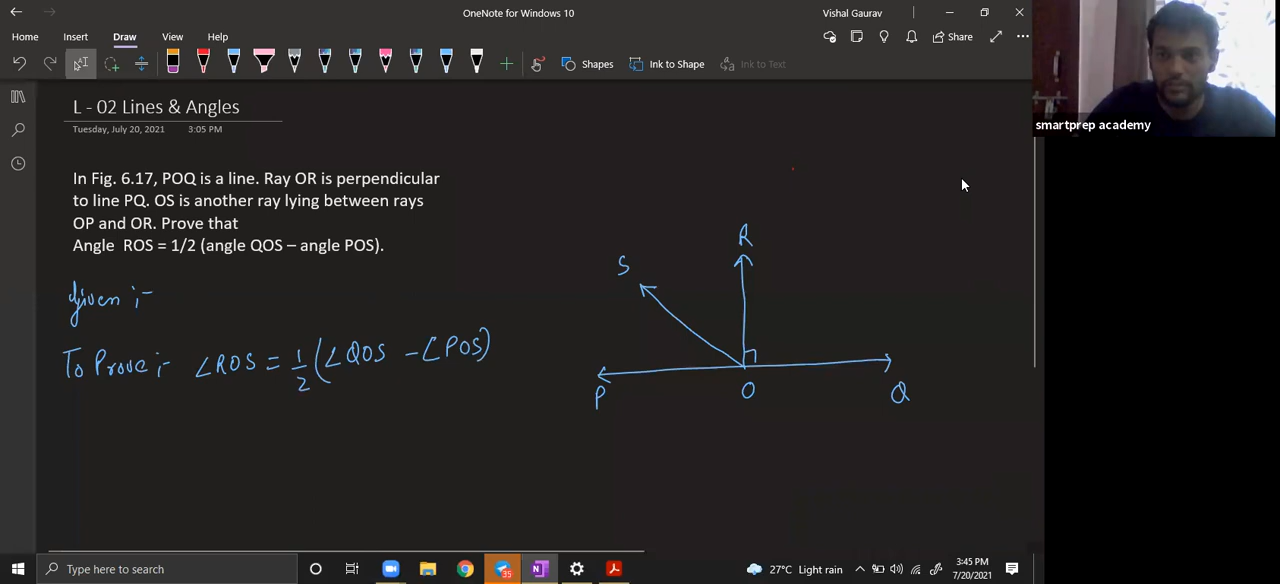 OneNote for Windows 10
Vishal Gaurav
Home Insert Draw View Help
Share
Shapes
Ink to Shape
Ink to Text
smartprep academy
L - 02 Lines & Angles
Tuesday, July 20, 2021 3:05 PM
In Fig. 6.17, POQ is a line. Ray OR is perpendicular
to line PQ. OS is another ray lying between rays
OP and OR. Prove that
Angle ROS = 1/2 (angle QOS – angle POS).
Given :-
To Prove :- ∠ROS = 1/2 (∠QOS - ∠POS)
R
S
P
O
Q
Type here to search
35
27°C Light rain
3:45 PM
7/20/2021